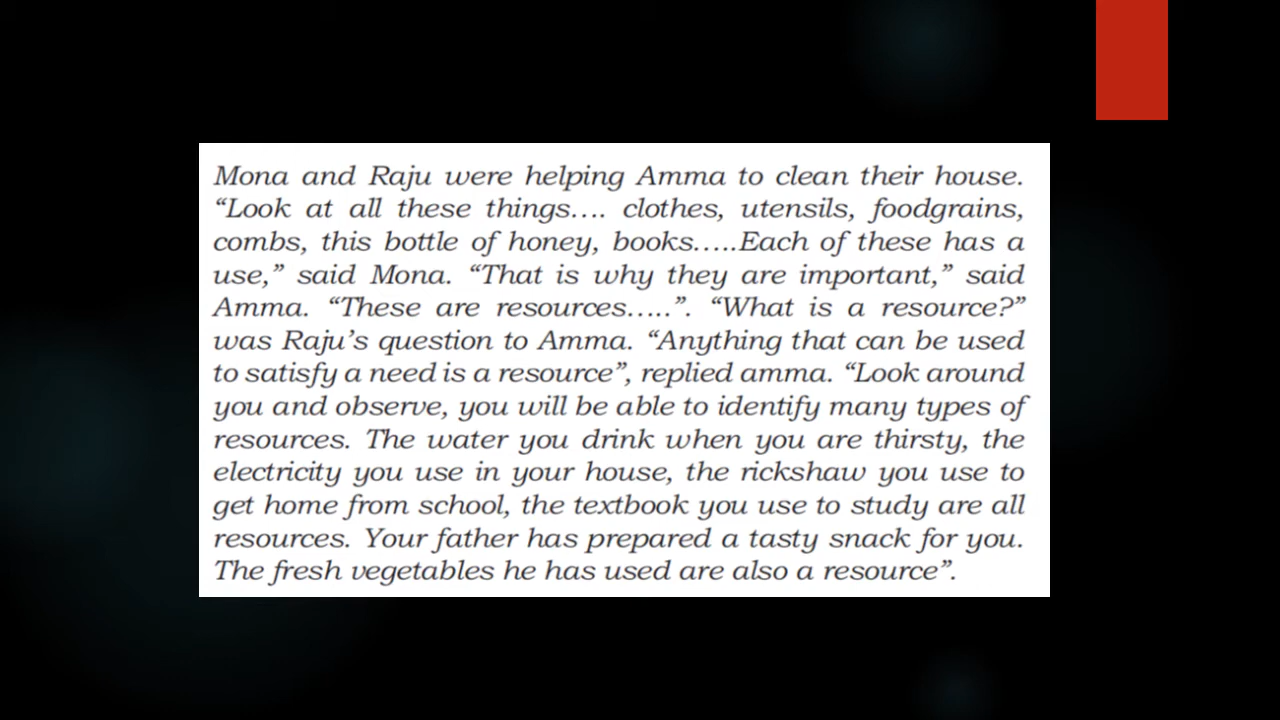 Mona and Raju were helping Amma to clean their house.
“Look at all these things…. clothes, utensils, foodgrains,
combs, this bottle of honey, books…..Each of these has a
use,” said Mona. “That is why they are important,” said
Amma. “These are resources…..”. “What is a resource?”
was Raju’s question to Amma. “Anything that can be used
to satisfy a need is a resource”, replied amma. “Look around
you and observe, you will be able to identify many types of
resources. The water you drink when you are thirsty, the
electricity you use in your house, the rickshaw you use to
get home from school, the textbook you use to study are all
resources. Your father has prepared a tasty snack for you.
The fresh vegetables he has used are also a resource”.